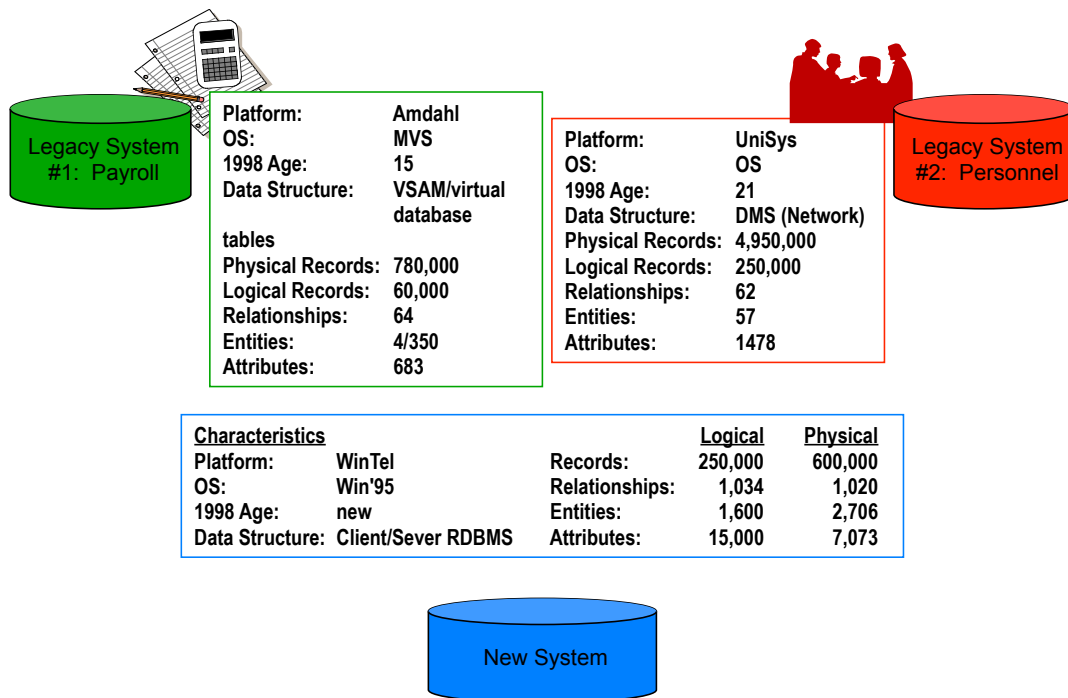 Legacy System
#1: Payroll
Platform: Amdahl
OS: MVS
1998 Age: 15
Data Structure: VSAM/virtual
database
tables
Physical Records: 780,000
Logical Records: 60,000
Relationships: 64
Entities: 4/350
Attributes: 683
Platform: UniSys
OS: OS
1998 Age: 21
Data Structure: DMS (Network)
Physical Records: 4,950,000
Logical Records: 250,000
Relationships: 62
Entities: 57
Attributes: 1478
Legacy System
#2: Personnel
Characteristics Logical Physical
Platform: WinTel Records: 250,000 600,000
OS: Win'95 Relationships: 1,034 1,020
1998 Age: new Entities: 1,600 2,706
Data Structure: Client/Sever RDBMS Attributes: 15,000 7,073
New System